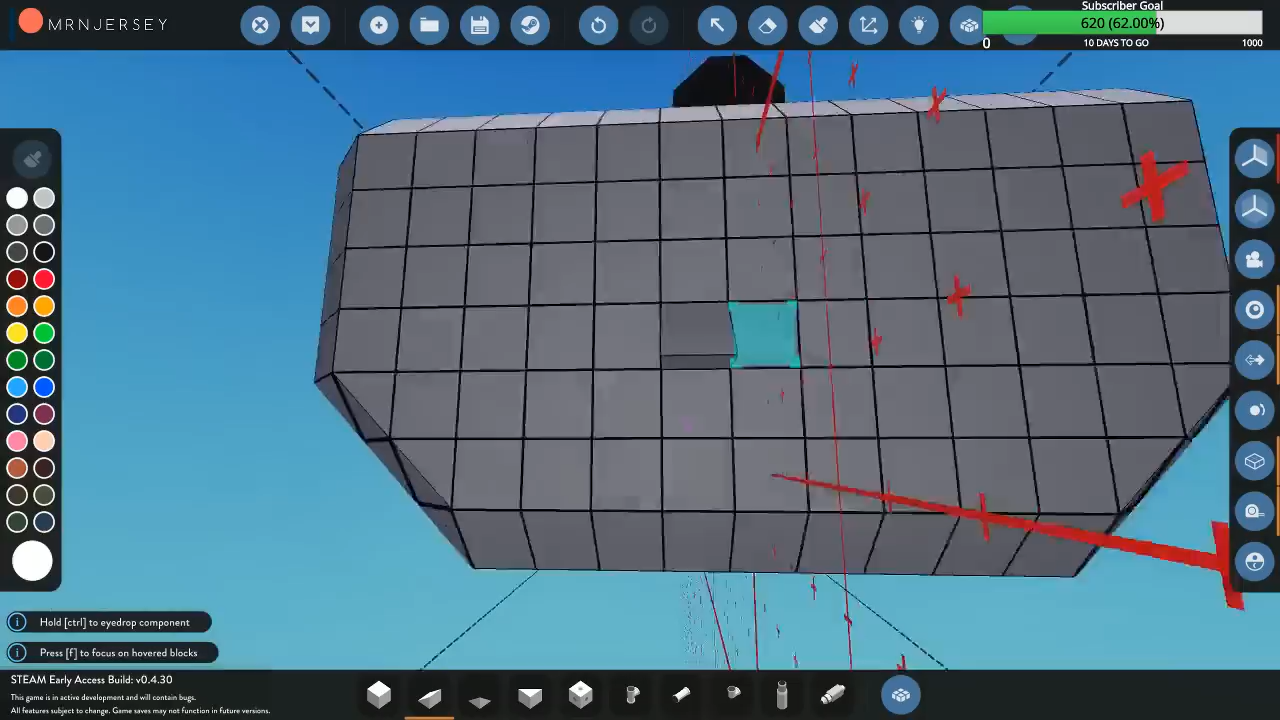 MRNJERSEY
Subscriber Goal
620 (62.00%)
0
10 DAYS TO GO
1000
Hold [ctrl] to eyedrop component
Press [f] to focus on hovered blocks
STEAM Early Access Build: v0.4.30
This game is in active development and will contain bugs.
All features subject to change. Game saves may not function in future versions.